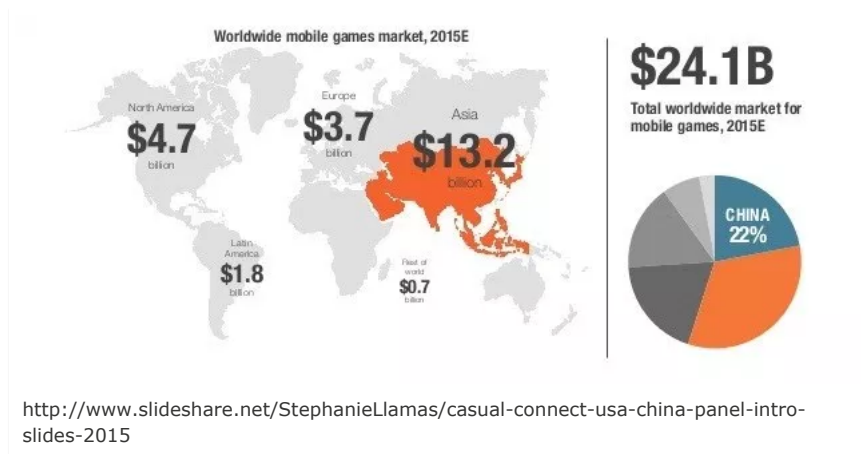 Worldwide mobile games market, 2015E
North America
$4.7
billion
Europe
$3.7
billion
Asia
$13.2
billion
Latin
America
$1.8
billion
Rest of
world
$0.7
billion
$24.1B
Total worldwide market for
mobile games, 2015E
CHINA
22%
http://www.slideshare.net/StephanieLlamas/casual-connect-usa-china-panel-intro-
slides-2015